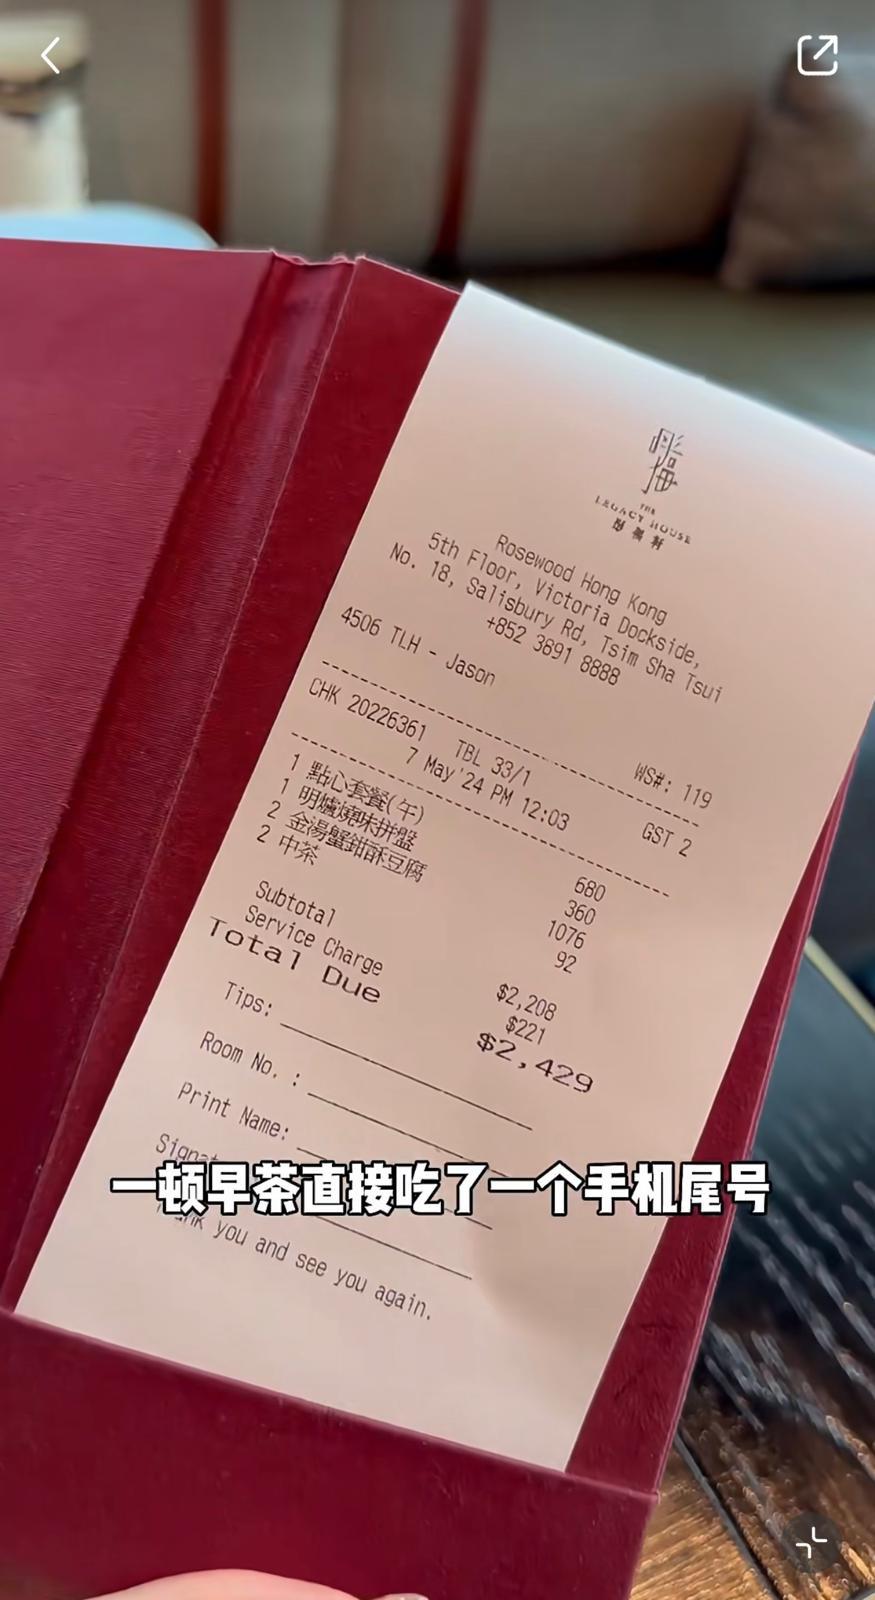 THE
LEGACY HOUSE
彤福軒
Rosewood Hong Kong
5th Floor, Victoria Dockside,
No. 18, Salisbury Rd, Tsim Sha Tsui
+852 3891 8888
4506 TLH - Jason
WS#: 119
CHK 20226361 TBL 33/1 GST 2
7 May'24 PM 12:03
1 點心套餐(午) 680
1 明爐燒味拼盤 360
2 金湯蟹鉗酥豆腐 1076
2 中茶 92
Subtotal $2,208
Service Charge $221
Total Due $2,429
Tips:
Room No. :
Print Name:
一顿早茶直接吃了一个手机尾号
you and see you again.